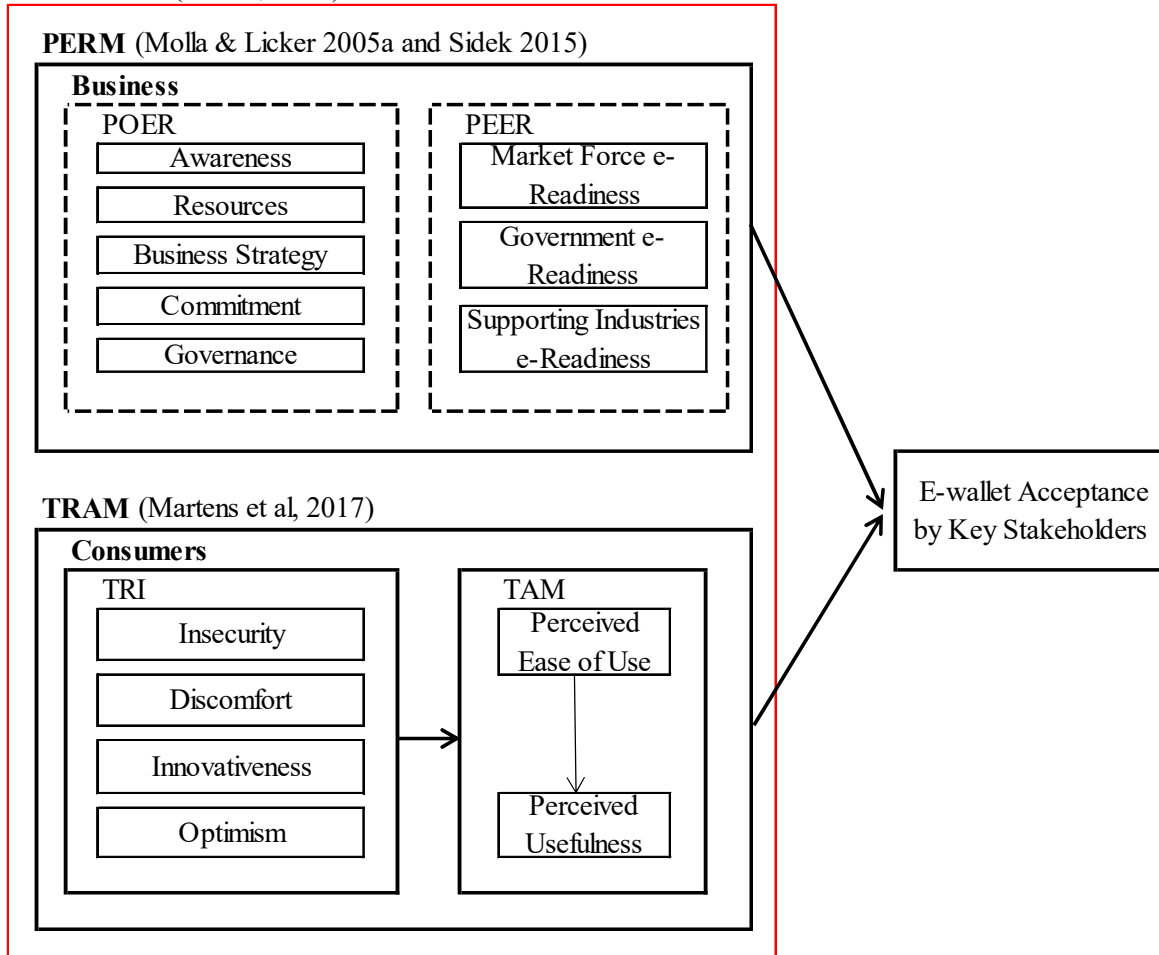 PERM (Molla & Licker 2005a and Sidek 2015)
Business
POER
Awareness
Resources
Business Strategy
Commitment
Governance
PEER
Market Force e-
Readiness
Government e-
Readiness
Supporting Industries
e-Readiness
TRAM (Martens et al, 2017)
Consumers
TRI
Insecurity
Discomfort
Innovativeness
Optimism
TAM
Perceived
Ease of Use
Perceived
Usefulness
E-wallet Acceptance
by Key Stakeholders